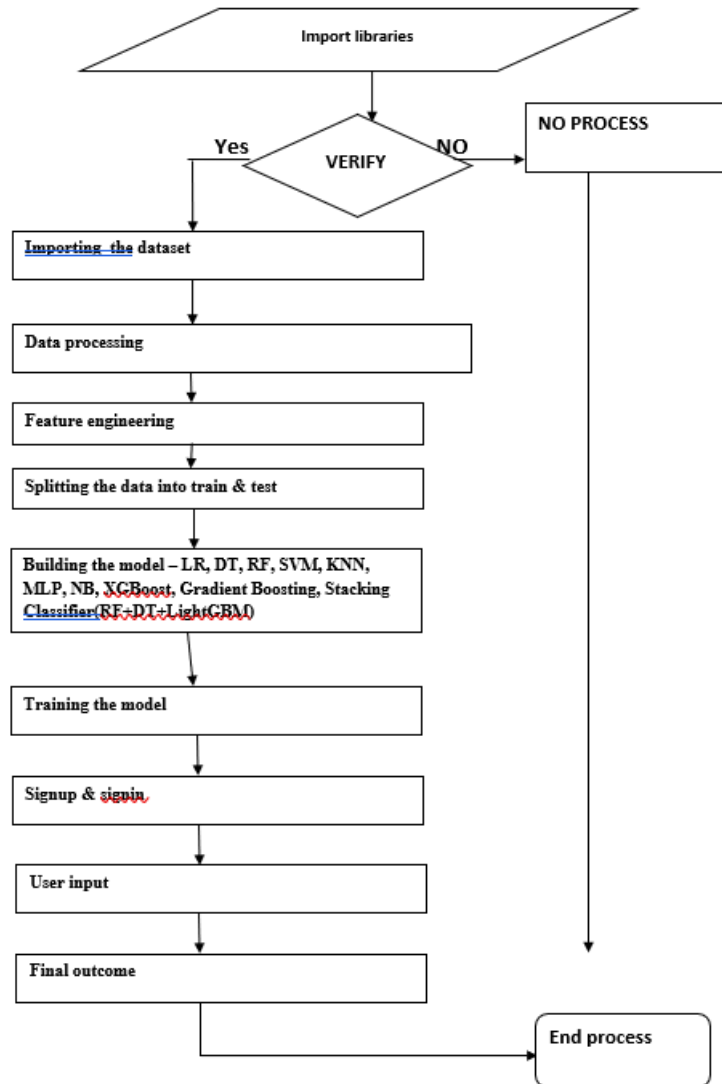 Import libraries
VERIFY
Yes
NO
NO PROCESS
Importing the dataset
Data processing
Feature engineering
Splitting the data into train & test
Building the model – LR, DT, RF, SVM, KNN,
MLP, NB, XGBoost, Gradient Boosting, Stacking
Classifier(RF+DT+LightGBM)
Training the model
Signup & signin
User input
Final outcome
End process